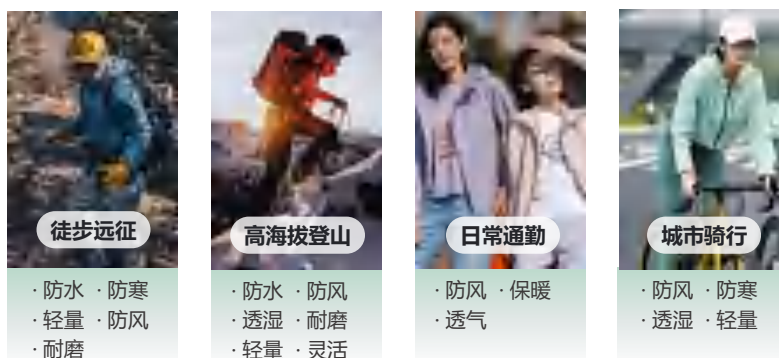 徒步远征
· 防水 · 防寒
· 轻量 · 防风
· 耐磨
高海拔登山
· 防水 · 防风
· 透湿 · 耐磨
· 轻量 · 灵活
日常通勤
· 防风 · 保暖
· 透气
城市骑行
· 防风 · 防寒
· 透湿 · 轻量